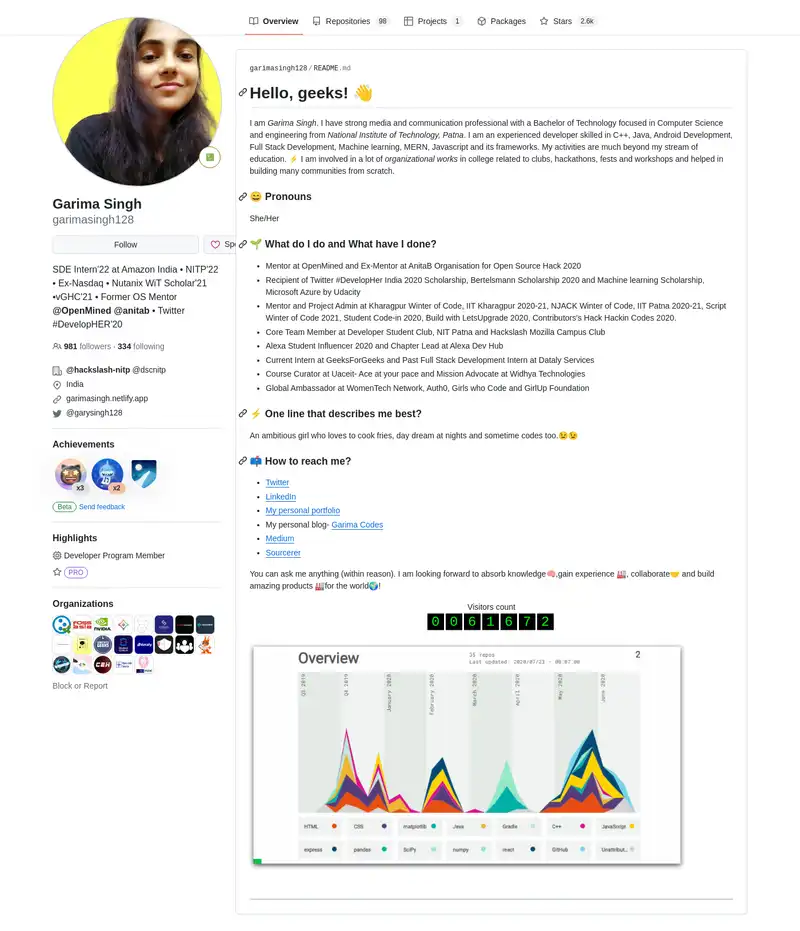 Overview
Repositories 98
Projects 1
Packages
Stars 2.6k
Garima Singh
garimasingh128
Follow
SDE Intern'22 at Amazon India • NITP'22
• Ex-Nasdaq • Nutanix WiT Scholar'21
•vGHC'21 • Former OS Mentor
@OpenMined @anitab • Twitter
#DevelopHER'20
981 followers · 334 following
@hackslash-nitp @dscnitp
India
garimasingh.netlify.app
@garysingh128
Achievements
x3
x2
Beta Send feedback
Highlights
Developer Program Member
PRO
Organizations
NVIDIA
Block or Report
garimasingh128/README.md
Hello, geeks! 👋
I am Garima Singh. I have strong media and communication professional with a Bachelor of Technology focused in Computer Science
and engineering from National Institute of Technology, Patna. I am an experienced developer skilled in C++, Java, Android Development,
Full Stack Development, Machine learning, MERN, Javascript and its frameworks. My activities are much beyond my stream of
education. ⚡ I am involved in a lot of organizational works in college related to clubs, hackathons, fests and workshops and helped in
building many communities from scratch.
😄 Pronouns
She/Her
🌱 What do I do and What have I done?
• Mentor at OpenMined and Ex-Mentor at AnitaB Organisation for Open Source Hack 2020
• Recipient of Twitter #DevelopHer India 2020 Scholarship, Bertelsmann Scholarship 2020 and Machine learning Scholarship,
Microsoft Azure by Udacity
• Mentor and Project Admin at Kharagpur Winter of Code, IIT Kharagpur 2020-21, NJACK Winter of Code, IIT Patna 2020-21, Script
Winter of Code 2021, Student Code-in 2020, Build with LetsUpgrade 2020, Contributors's Hack Hackin Codes 2020.
• Core Team Member at Developer Student Club, NIT Patna and Hackslash Mozilla Campus Club
• Alexa Student Influencer 2020 and Chapter Lead at Alexa Dev Hub
• Current Intern at GeeksForGeeks and Past Full Stack Development Intern at Dataly Services
• Course Curator at Uaceit- Ace at your pace and Mission Advocate at Widhya Technologies
• Global Ambassador at WomenTech Network, Auth0, Girls who Code and GirlUp Foundation
⚡ One line that describes me best?
An ambitious girl who loves to cook fries, day dream at nights and sometime codes too.😉😉
📫 How to reach me?
• Twitter
• LinkedIn
• My personal portfolio
• My personal blog- Garima Codes
• Medium
• Sourcerer
You can ask me anything (within reason). I am looking forward to absorb knowledge🧠,gain experience 🏭, collaborate🤝 and build
amazing products 🏭for the world🌍!
Visitors count
0061672
Overview
35 repos
2
Last updated: 2020/07/23 - 08:07:00
Q3 2019
Q4 2019
January 2020
February 2020
March 2020
April 2020
May 2020
June 2020
HTML
CSS
matplotlib
Java
Gradle
C++
JavaScript
express
pandas
SciPy
numpy
react
GitHub
Unattribut..